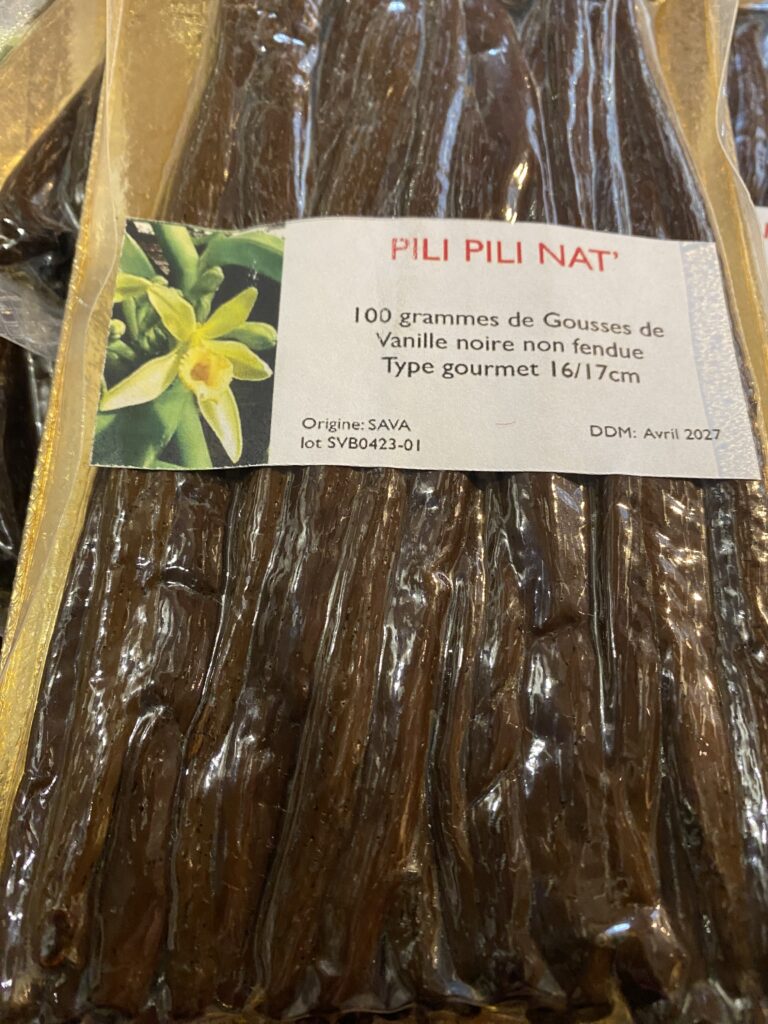 PILI PILI NAT'
100 grammes de Gousses de
Vanille noire non fendue
Type gourmet 16/17cm
Origine: SAVA
lot SVB0423-01
DDM: Avril 2027